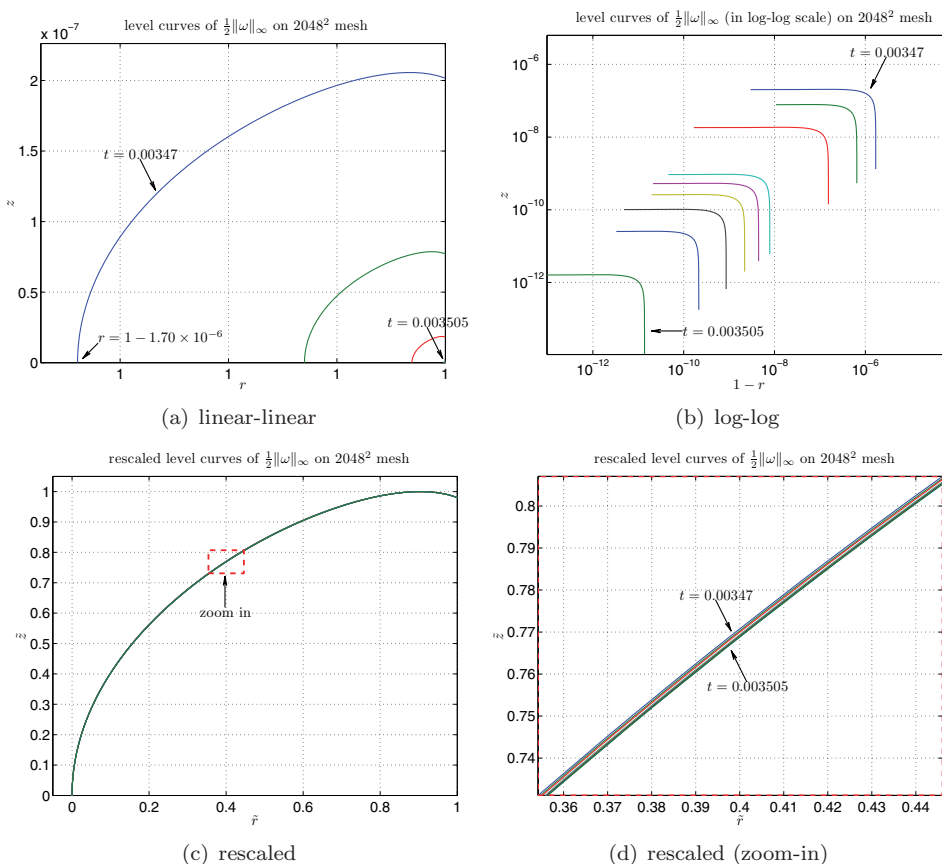 level curves of ½‖ω‖∞ on 2048² mesh
x 10⁻⁷
2
1.5
z
1
0.5
0
t = 0.00347
r = 1 − 1.70 × 10⁻⁶
t = 0.003505
1 1 1 1
r
(a) linear-linear
level curves of ½‖ω‖∞ (in log-log scale) on 2048² mesh
t = 0.00347
10⁻⁶
10⁻⁸
z
10⁻¹⁰
10⁻¹²
t = 0.003505
10⁻¹² 10⁻¹⁰ 10⁻⁸ 10⁻⁶
1 − r
(b) log-log
rescaled level curves of ½‖ω‖∞ on 2048² mesh
1
0.9
0.8
0.7
0.6
z̃
0.5
0.4
0.3
0.2
0.1
0
zoom in
0 0.2 0.4 0.6 0.8 1
r̃
(c) rescaled
rescaled level curves of ½‖ω‖∞ on 2048² mesh
0.8
0.79
0.78
0.77
z̃
0.76
0.75
0.74
t = 0.00347
t = 0.003505
0.36 0.37 0.38 0.39 0.4 0.41 0.42 0.43 0.44
r̃
(d) rescaled (zoom-in)